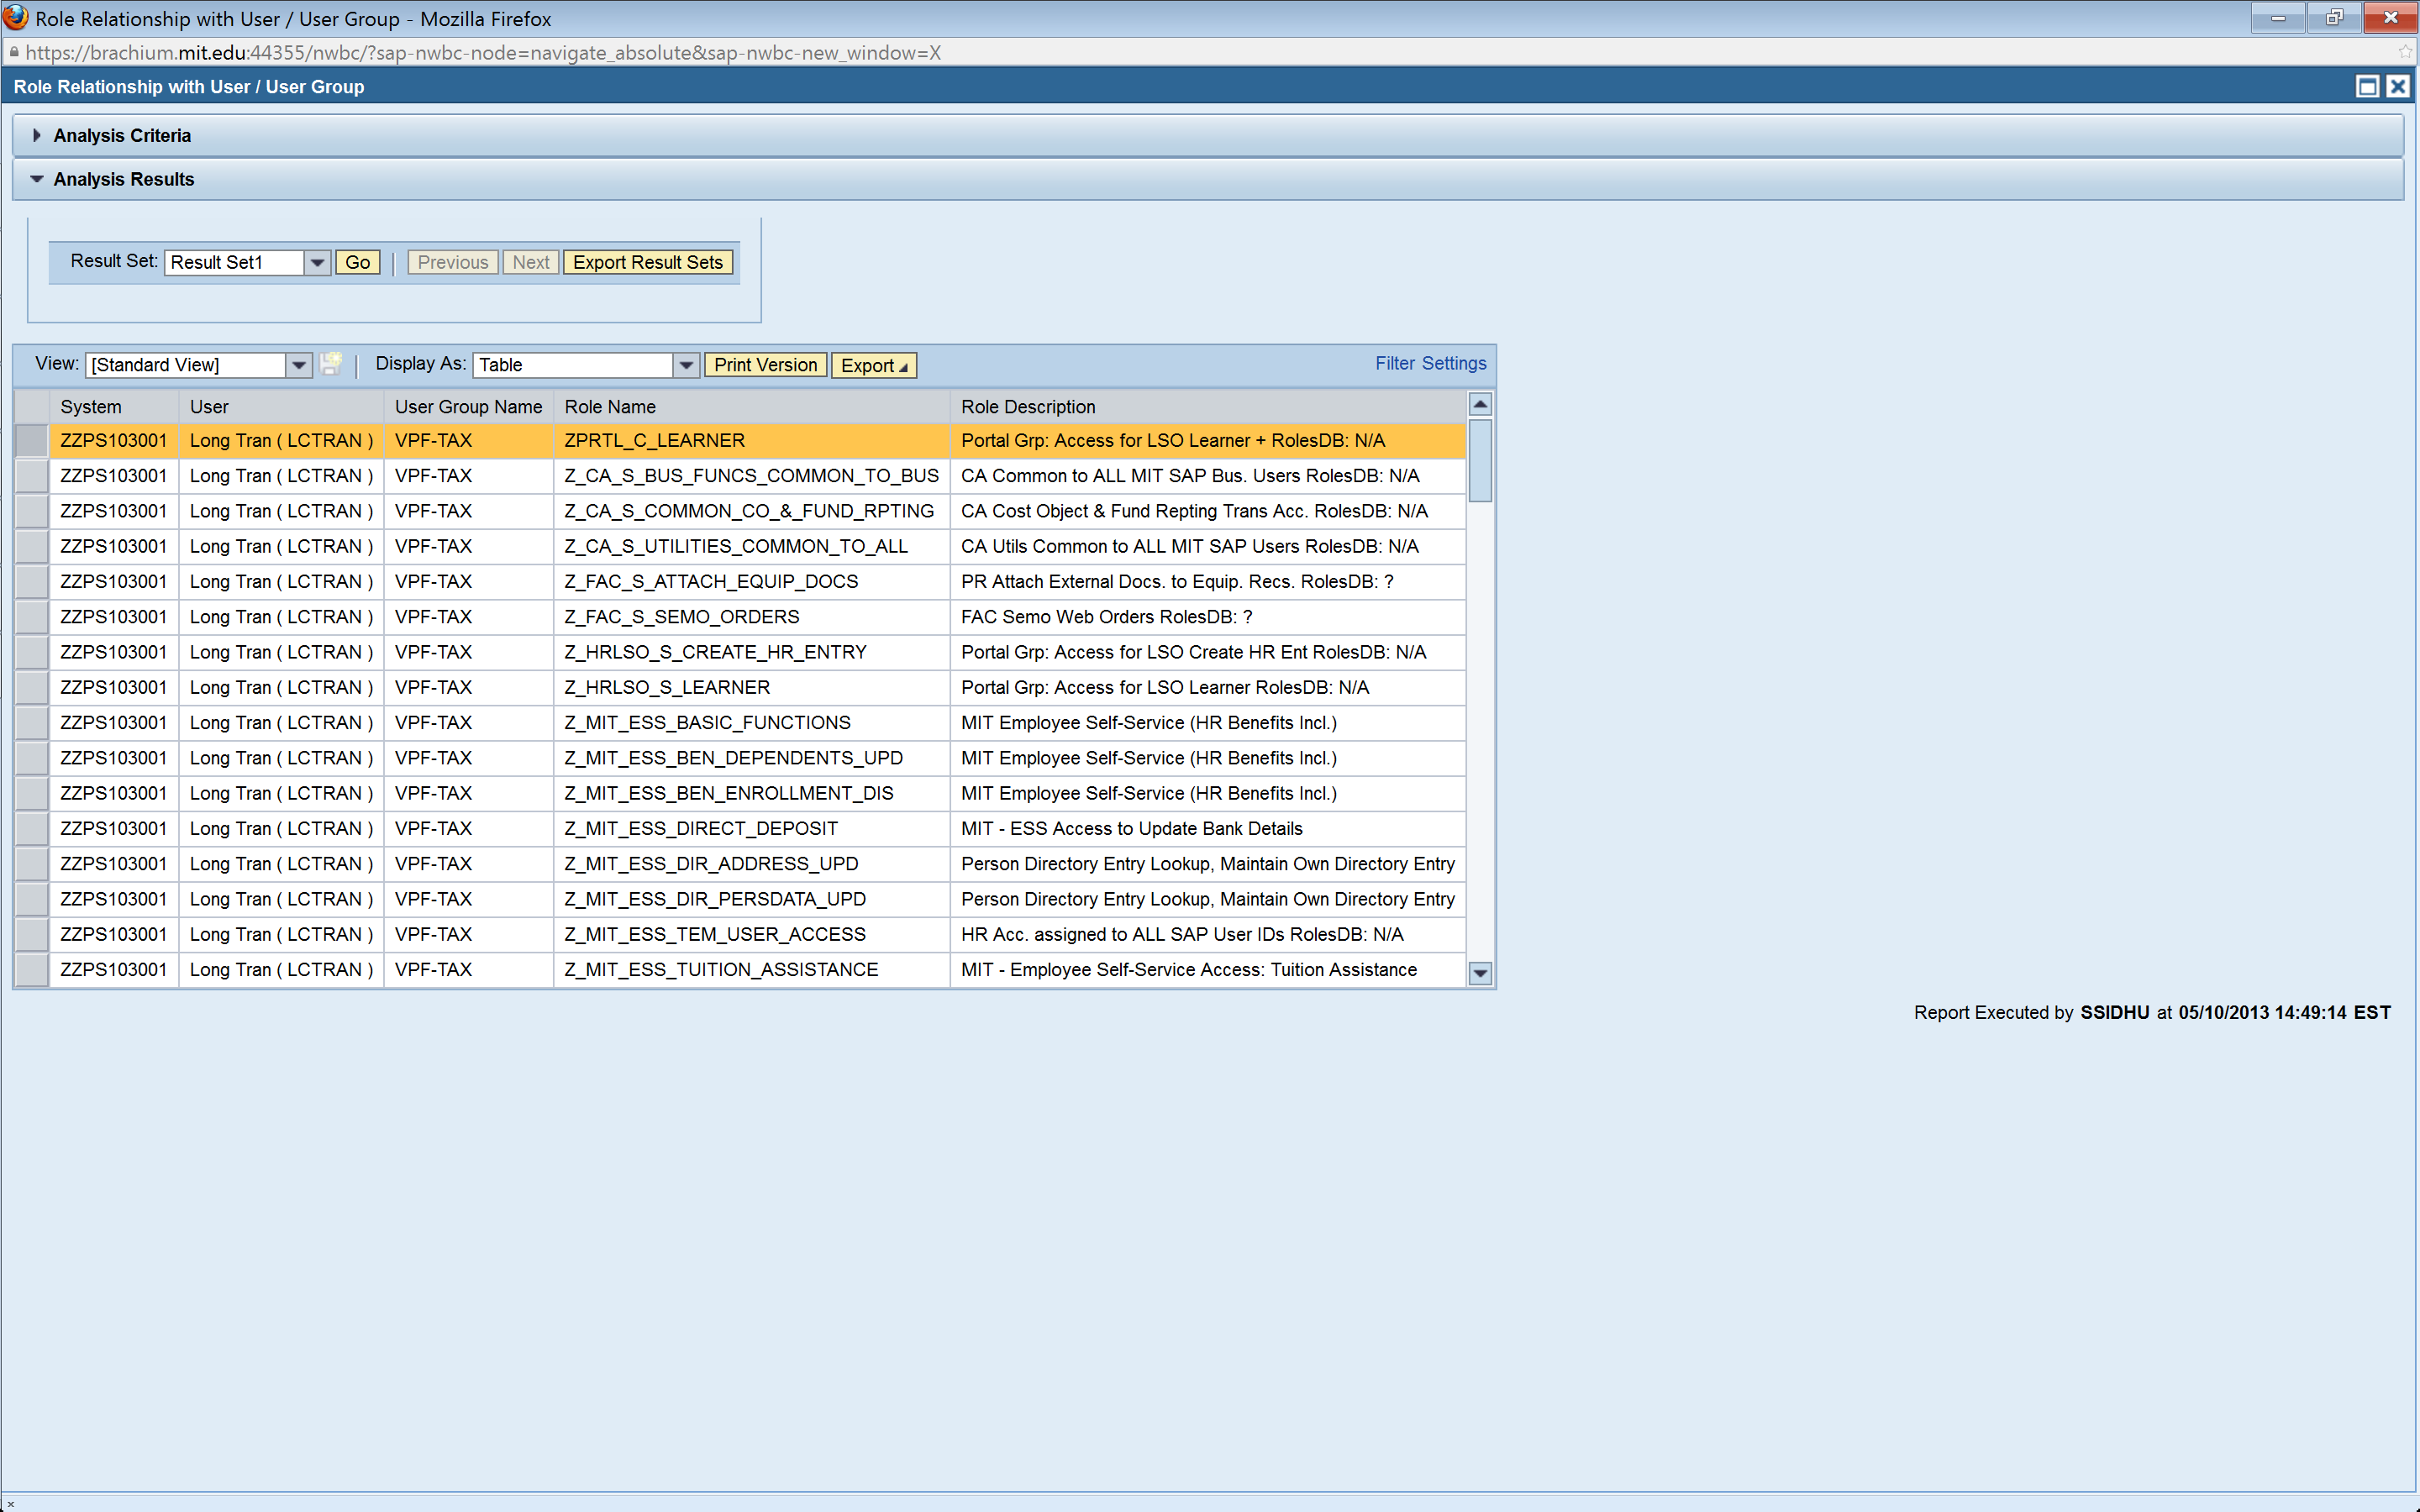 Role Relationship with User / User Group - Mozilla Firefox
https://brachium.mit.edu:44355/nwbc/?sap-nwbc-node=navigate_absolute&sap-nwbc-new_window=X
Role Relationship with User / User Group
Analysis Criteria
Analysis Results
Result Set: Result Set1 Go Previous Next Export Result Sets
View: [Standard View] Display As: Table Print Version Export Filter Settings
System User User Group Name Role Name Role Description
ZZPS103001 Long Tran ( LCTRAN ) VPF-TAX ZPRTL_C_LEARNER Portal Grp: Access for LSO Learner + RolesDB: N/A
ZZPS103001 Long Tran ( LCTRAN ) VPF-TAX Z_CA_S_BUS_FUNCS_COMMON_TO_BUS CA Common to ALL MIT SAP Bus. Users RolesDB: N/A
ZZPS103001 Long Tran ( LCTRAN ) VPF-TAX Z_CA_S_COMMON_CO_&_FUND_RPTING CA Cost Object & Fund Repting Trans Acc. RolesDB: N/A
ZZPS103001 Long Tran ( LCTRAN ) VPF-TAX Z_CA_S_UTILITIES_COMMON_TO_ALL CA Utils Common to ALL MIT SAP Users RolesDB: N/A
ZZPS103001 Long Tran ( LCTRAN ) VPF-TAX Z_FAC_S_ATTACH_EQUIP_DOCS PR Attach External Docs. to Equip. Recs. RolesDB: ?
ZZPS103001 Long Tran ( LCTRAN ) VPF-TAX Z_FAC_S_SEMO_ORDERS FAC Semo Web Orders RolesDB: ?
ZZPS103001 Long Tran ( LCTRAN ) VPF-TAX Z_HRLSO_S_CREATE_HR_ENTRY Portal Grp: Access for LSO Create HR Ent RolesDB: N/A
ZZPS103001 Long Tran ( LCTRAN ) VPF-TAX Z_HRLSO_S_LEARNER Portal Grp: Access for LSO Learner RolesDB: N/A
ZZPS103001 Long Tran ( LCTRAN ) VPF-TAX Z_MIT_ESS_BASIC_FUNCTIONS MIT Employee Self-Service (HR Benefits Incl.)
ZZPS103001 Long Tran ( LCTRAN ) VPF-TAX Z_MIT_ESS_BEN_DEPENDENTS_UPD MIT Employee Self-Service (HR Benefits Incl.)
ZZPS103001 Long Tran ( LCTRAN ) VPF-TAX Z_MIT_ESS_BEN_ENROLLMENT_DIS MIT Employee Self-Service (HR Benefits Incl.)
ZZPS103001 Long Tran ( LCTRAN ) VPF-TAX Z_MIT_ESS_DIRECT_DEPOSIT MIT - ESS Access to Update Bank Details
ZZPS103001 Long Tran ( LCTRAN ) VPF-TAX Z_MIT_ESS_DIR_ADDRESS_UPD Person Directory Entry Lookup, Maintain Own Directory Entry
ZZPS103001 Long Tran ( LCTRAN ) VPF-TAX Z_MIT_ESS_DIR_PERSDATA_UPD Person Directory Entry Lookup, Maintain Own Directory Entry
ZZPS103001 Long Tran ( LCTRAN ) VPF-TAX Z_MIT_ESS_TEM_USER_ACCESS HR Acc. assigned to ALL SAP User IDs RolesDB: N/A
ZZPS103001 Long Tran ( LCTRAN ) VPF-TAX Z_MIT_ESS_TUITION_ASSISTANCE MIT - Employee Self-Service Access: Tuition Assistance
Report Executed by SSIDHU at 05/10/2013 14:49:14 EST